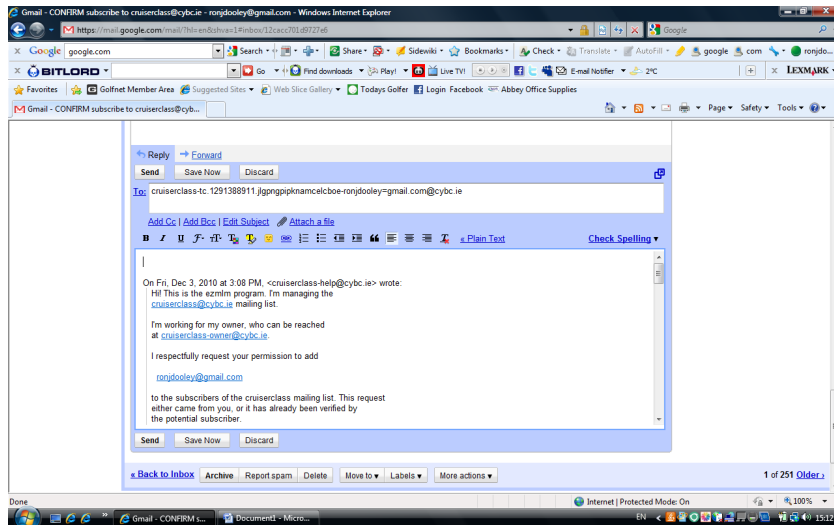 Gmail - CONFIRM subscribe to cruiserclass@cybc.ie - ronjdooley@gmail.com - Windows Internet Explorer
https://mail.google.com/mail/?hl=en&shva=1#inbox/12cacc701d9727e6
Google
x Google google.com Search Share Sidewiki Bookmarks Check Translate AutoFill google com ronjdo...
x BITLORD Go Find downloads Play! Live TV! E-mail Notifier 2°C x LEXMARK
Favorites Golfnet Member Area Suggested Sites Web Slice Gallery Todays Golfer Login Facebook Abbey Office Supplies
Gmail - CONFIRM subscribe to cruiserclass@cyb... Page Safety Tools
Reply Forward
Send Save Now Discard
To: cruiserclass-tc.1291388911.jlgpngpipknamcelcboe-ronjdooley=gmail.com@cybc.ie
Add Cc | Add Bcc | Edit Subject Attach a file
B I U « Plain Text Check Spelling
On Fri, Dec 3, 2010 at 3:08 PM, <cruiserclass-help@cybc.ie> wrote:
Hi! This is the ezmlm program. I'm managing the
cruiserclass@cybc.ie mailing list.
I'm working for my owner, who can be reached
at cruiserclass-owner@cybc.ie.
I respectfully request your permission to add
ronjdooley@gmail.com
to the subscribers of the cruiserclass mailing list. This request
either came from you, or it has already been verified by
the potential subscriber.
Send Save Now Discard
« Back to Inbox Archive Report spam Delete Move to Labels More actions 1 of 251 Older ›
Done Internet | Protected Mode: On 100%
Gmail - CONFIRM s... Document1 - Micro... EN 15:12